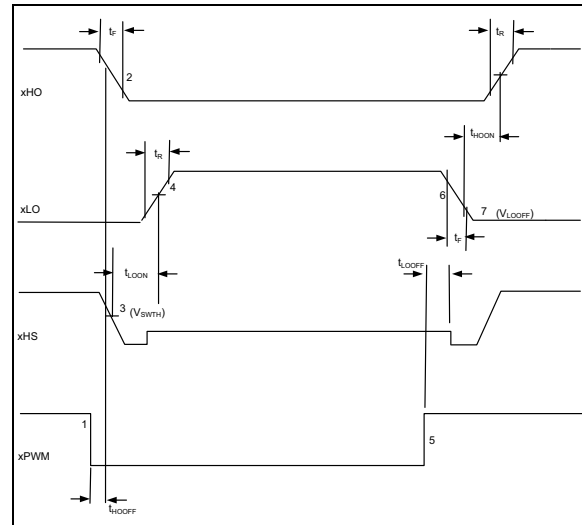 tF
tR
2
xHO
tHOON
tR
4
6
7 (VLOOFF)
xLO
tF
tLOON
tLOOFF
3 (VSWTH)
xHS
1
5
xPWM
tHOOFF